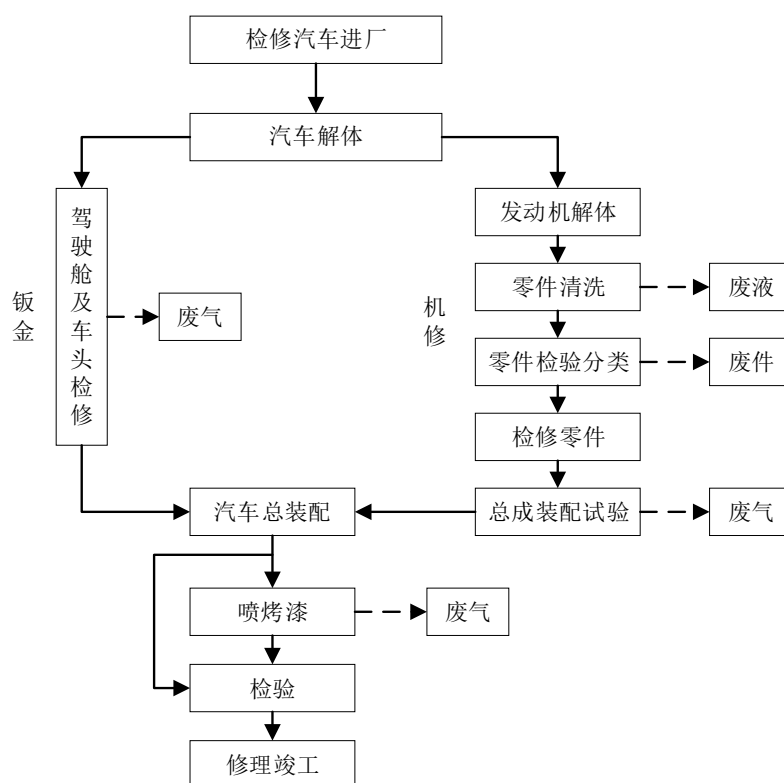 检修汽车进厂
汽车解体
驾驶舱及车头检修
钣金
废气
发动机解体
机修
零件清洗
废液
零件检验分类
废件
检修零件
汽车总装配
总成装配试验
废气
喷烤漆
废气
检验
修理竣工